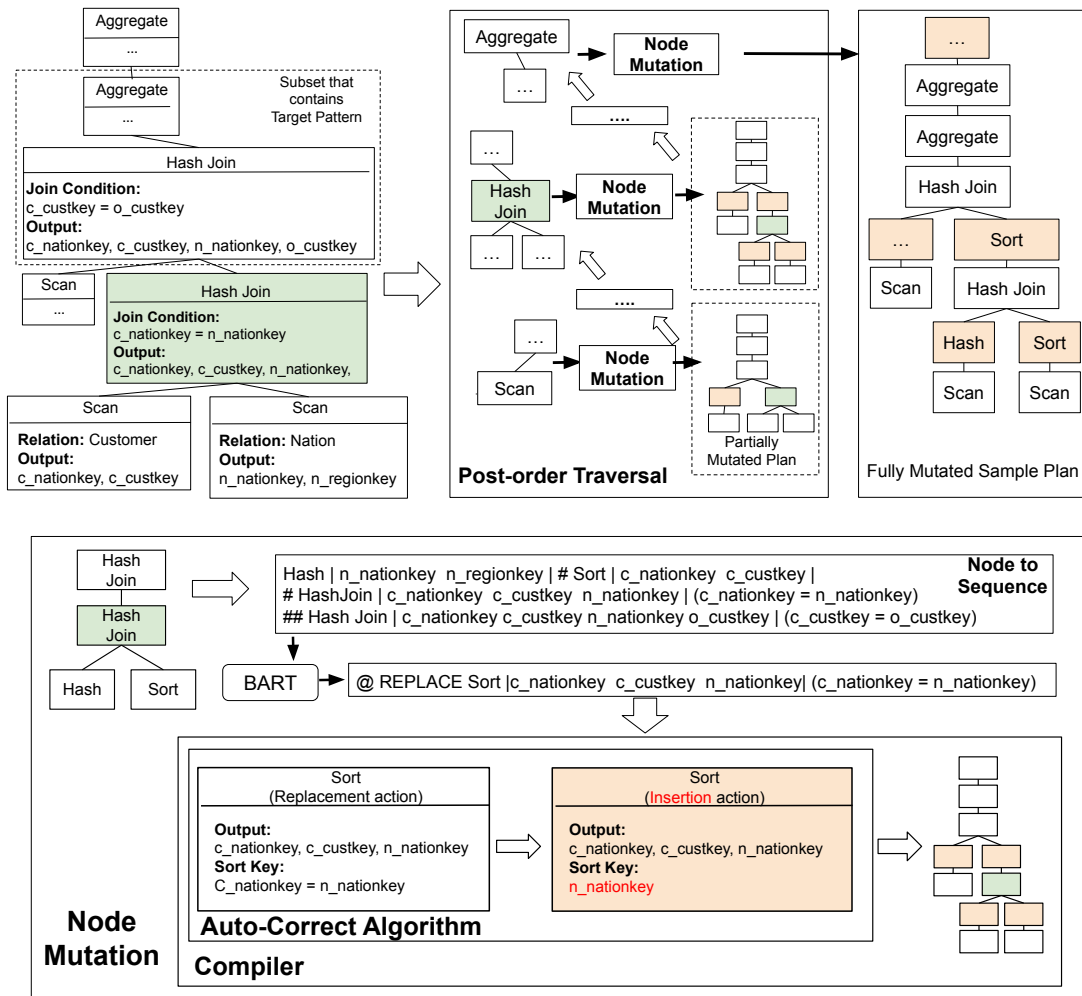 Aggregate
...
Aggregate
...
Subset that
contains
Target Pattern
Hash Join
Join Condition:
c_custkey = o_custkey
Output:
c_nationkey, c_custkey, n_nationkey, o_custkey
Scan
...
Hash Join
Join Condition:
c_nationkey = n_nationkey
Output:
c_nationkey, c_custkey, n_nationkey,
Scan
Relation: Customer
Output:
c_nationkey, c_custkey
Scan
Relation: Nation
Output:
n_nationkey, n_regionkey
Aggregate
...
Node
Mutation
....
...
Hash
Join
... ...
Node
Mutation
....
...
Scan
Node
Mutation
Partially
Mutated Plan
Post-order Traversal
...
Aggregate
Aggregate
Hash Join
... Sort
Scan Hash Join
Hash Sort
Scan Scan
Fully Mutated Sample Plan
Hash
Join
Hash
Join
Hash Sort
Hash | n_nationkey n_regionkey | # Sort | c_nationkey c_custkey |
# HashJoin | c_nationkey c_custkey n_nationkey | (c_nationkey = n_nationkey)
## Hash Join | c_nationkey c_custkey n_nationkey o_custkey | (c_custkey = o_custkey)
Node to
Sequence
BART
@ REPLACE Sort |c_nationkey c_custkey n_nationkey| (c_nationkey = n_nationkey)
Sort
(Replacement action)
Output:
c_nationkey, c_custkey, n_nationkey
Sort Key:
C_nationkey = n_nationkey
Sort
(Insertion action)
Output:
c_nationkey, c_custkey, n_nationkey
Sort Key:
n_nationkey
Auto-Correct Algorithm
Compiler
Node
Mutation